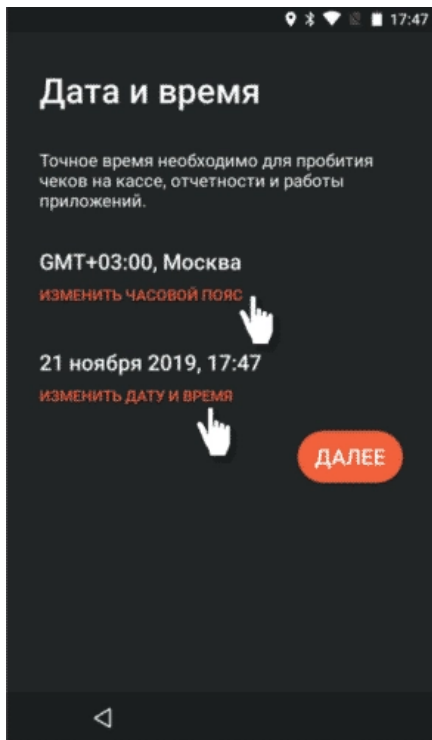 17:47
Дата и время
Точное время необходимо для пробития
чеков на кассе, отчетности и работы
приложений.
GMT+03:00, Москва
ИЗМЕНИТЬ ЧАСОВОЙ ПОЯС
21 ноября 2019, 17:47
ИЗМЕНИТЬ ДАТУ И ВРЕМЯ
ДАЛЕЕ